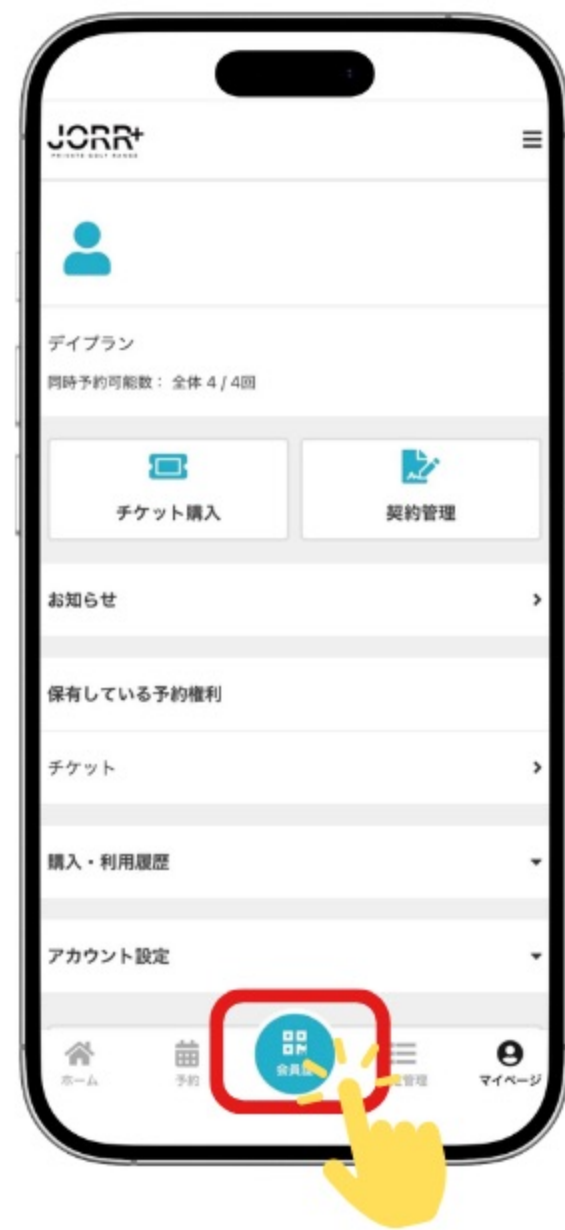 JORR+
PRIVATE GOLF RANGE
デイプラン
同時予約可能数： 全体 4 / 4回
チケット購入
契約管理
お知らせ
保有している予約権利
チケット
購入・利用履歴
アカウント設定
ホーム
予約
会員
管理
マイページ